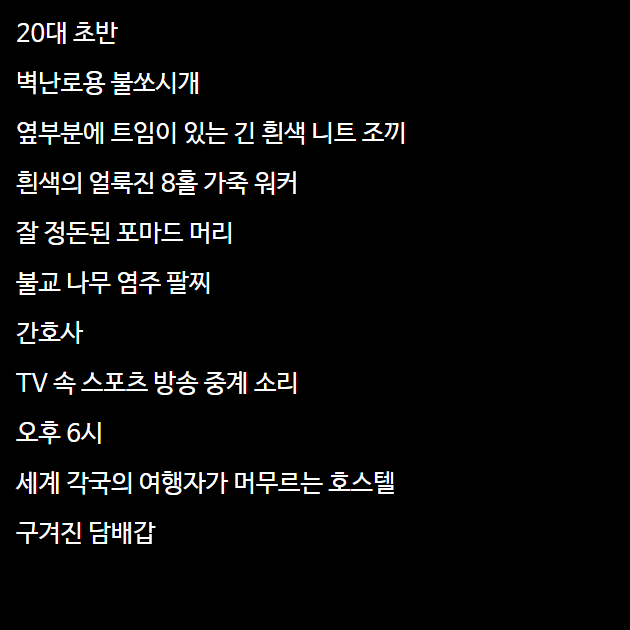 20대 초반
벽난로용 불쏘시개
옆부분에 트임이 있는 긴 흰색 니트 조끼
흰색의 얼룩진 8홀 가죽 워커
잘 정돈된 포마드 머리
불교 나무 염주 팔찌
간호사
TV 속 스포츠 방송 중계 소리
오후 6시
세계 각국의 여행자가 머무르는 호스텔
구겨진 담배갑